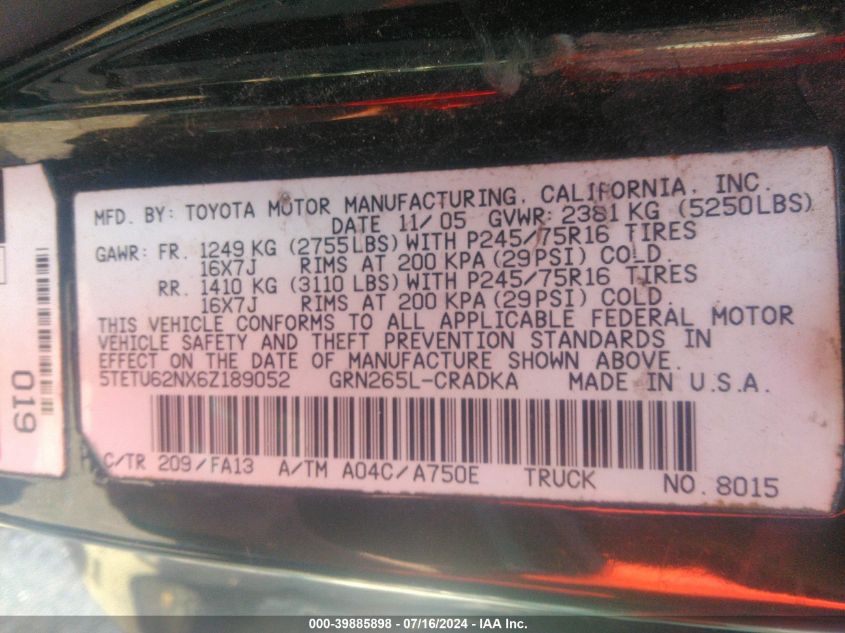 MFD. BY: TOYOTA MOTOR MANUFACTURING, CALIFORNIA, INC.
DATE 11/05 GVWR: 2381 KG (5250LBS)
GAWR: FR. 1249 KG (2755LBS) WITH P245/75R16 TIRES
16X7J RIMS AT 200 KPA (29PSI) COLD.
RR. 1410 KG (3110 LBS) WITH P245/75R16 TIRES
16X7J RIMS AT 200 KPA (29PSI) COLD.
THIS VEHICLE CONFORMS TO ALL APPLICABLE FEDERAL MOTOR
VEHICLE SAFETY AND THEFT PREVENTION STANDARDS IN
EFFECT ON THE DATE OF MANUFACTURE SHOWN ABOVE.
5TETU62NX6Z189052 GRN265L-CRADKA MADE IN U.S.A.
C/TR 209/FA13 A/TM A04C/A750E TRUCK NO. 8015
019
000-39885898 - 07/16/2024 - IAA Inc.